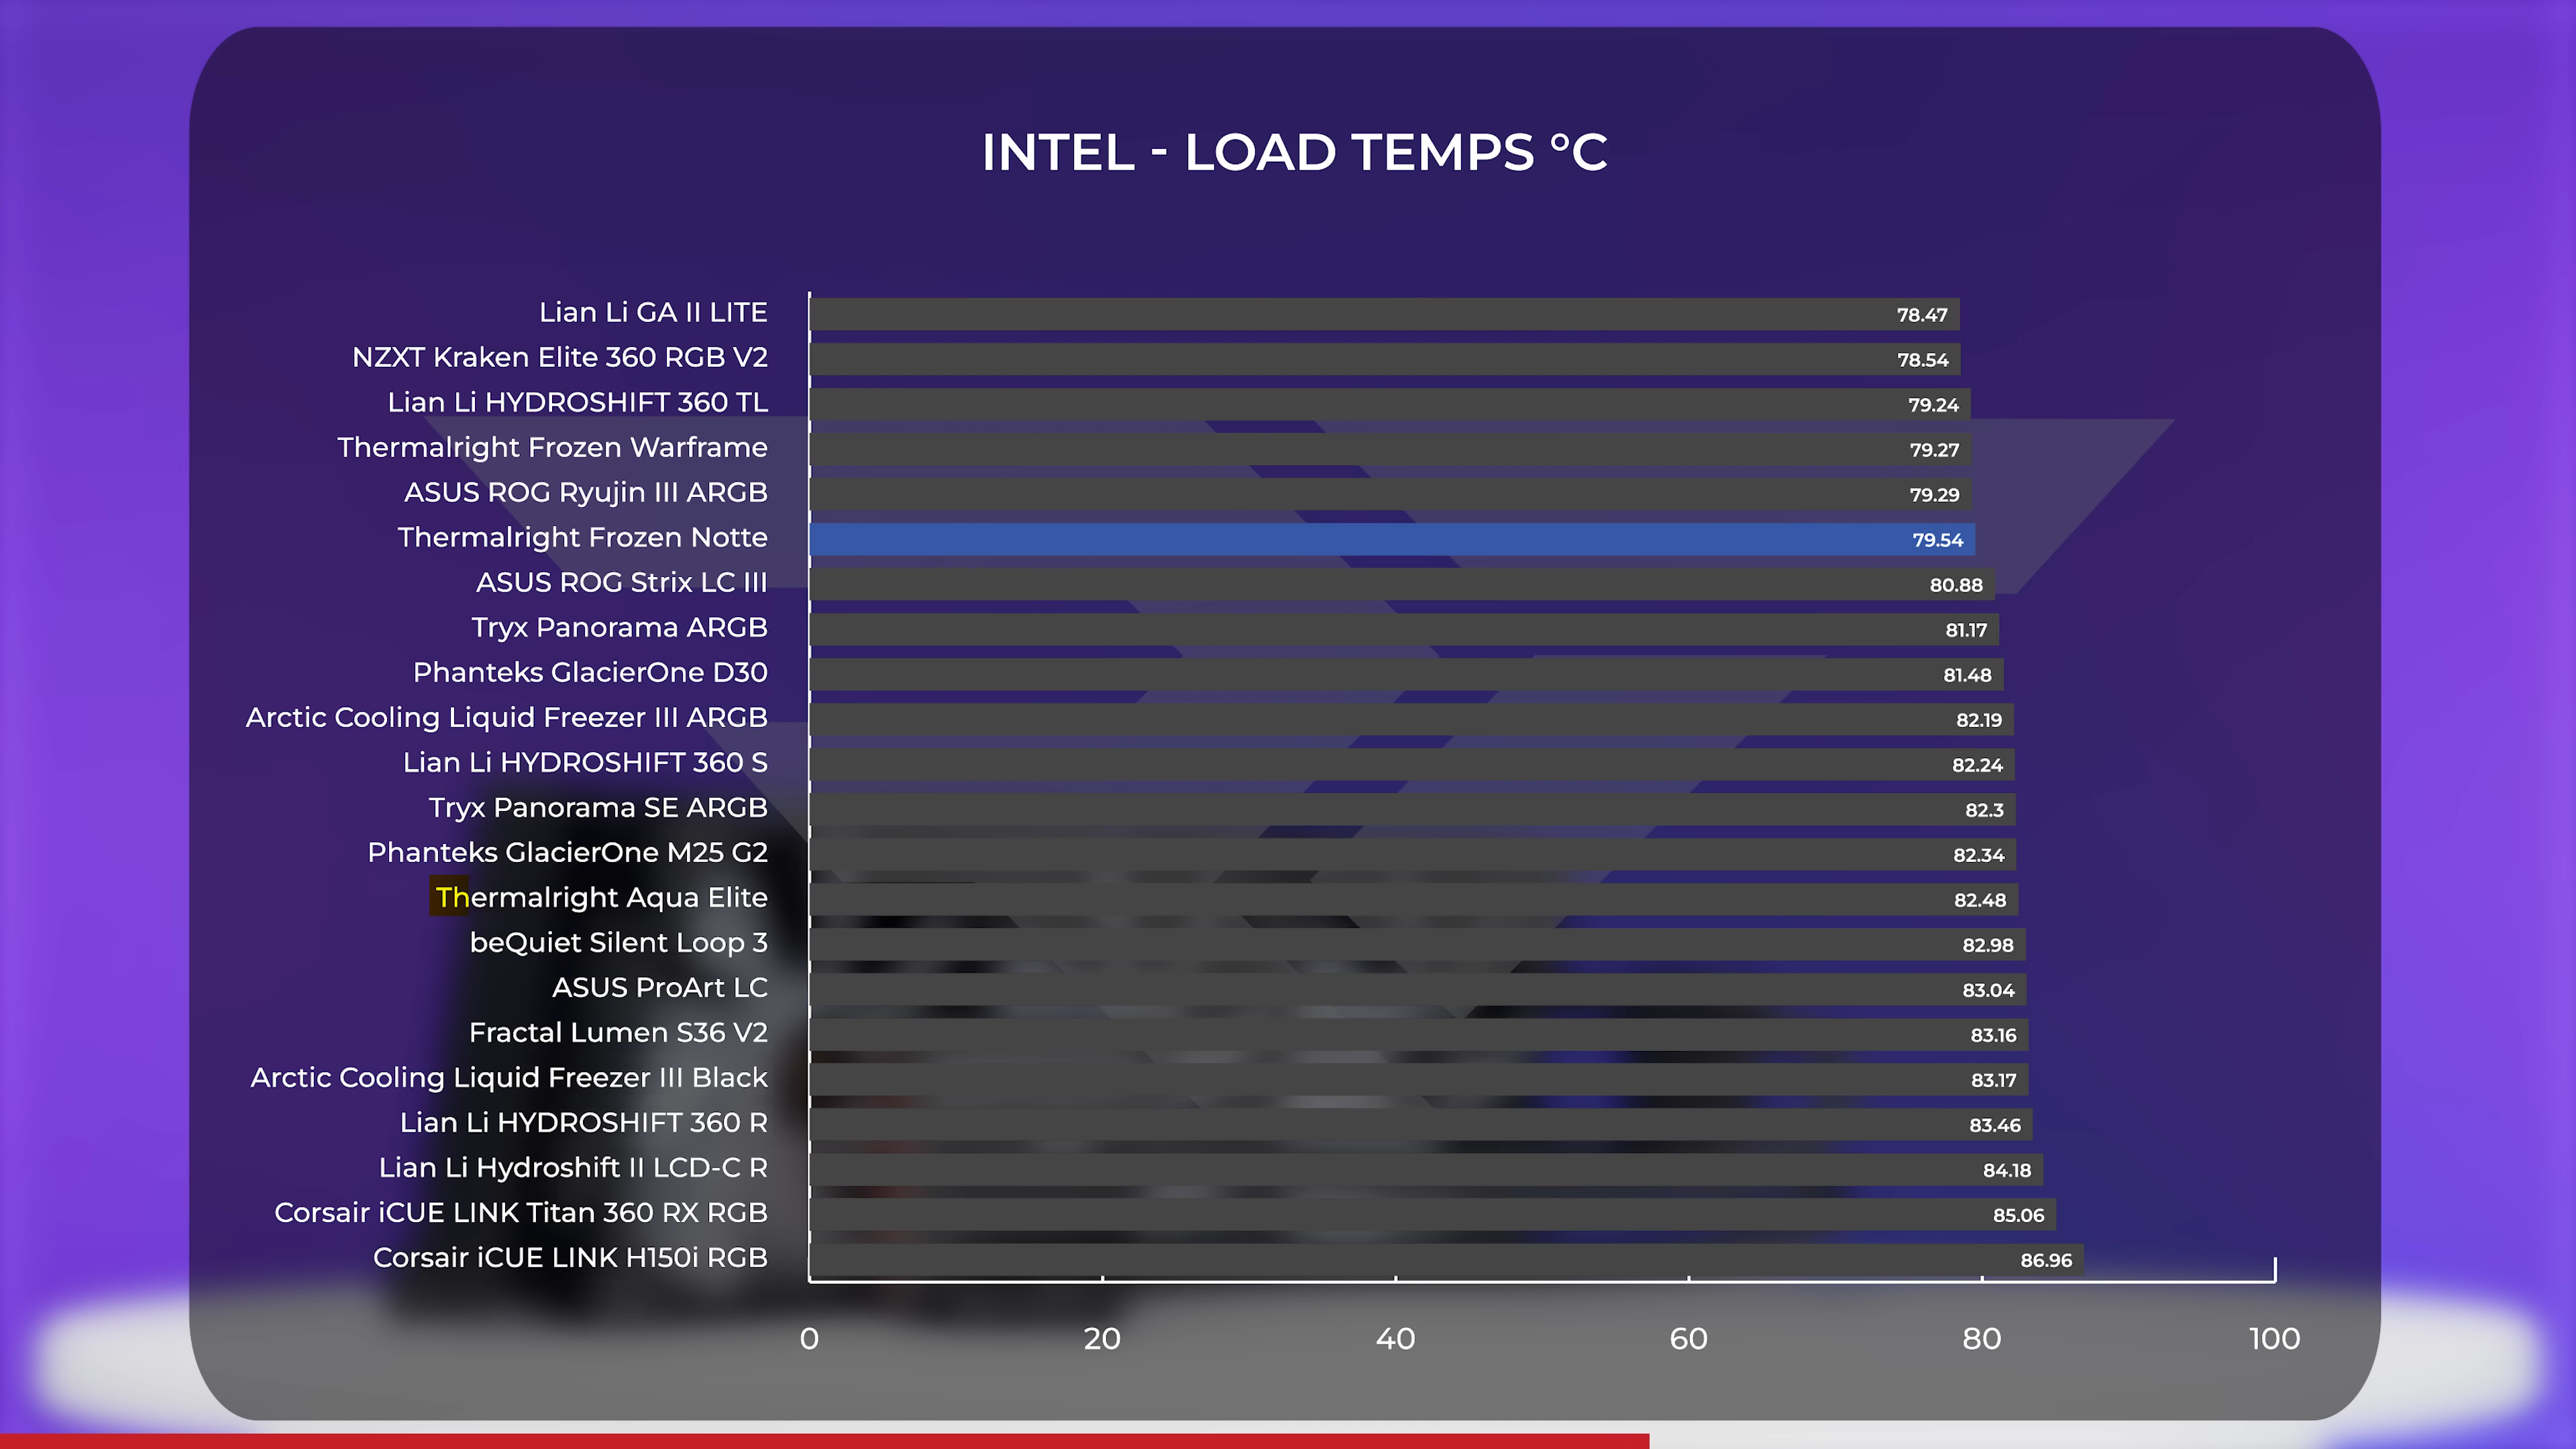 INTEL - LOAD TEMPS °C
Lian Li GA II LITE 78.47
NZXT Kraken Elite 360 RGB V2 78.54
Lian Li HYDROSHIFT 360 TL 79.24
Thermalright Frozen Warframe 79.27
ASUS ROG Ryujin III ARGB 79.29
Thermalright Frozen Notte 79.54
ASUS ROG Strix LC III 80.88
Tryx Panorama ARGB 81.17
Phanteks GlacierOne D30 81.48
Arctic Cooling Liquid Freezer III ARGB 82.19
Lian Li HYDROSHIFT 360 S 82.24
Tryx Panorama SE ARGB 82.3
Phanteks GlacierOne M25 G2 82.34
Thermalright Aqua Elite 82.48
beQuiet Silent Loop 3 82.98
ASUS ProArt LC 83.04
Fractal Lumen S36 V2 83.16
Arctic Cooling Liquid Freezer III Black 83.17
Lian Li HYDROSHIFT 360 R 83.46
Lian Li Hydroshift II LCD-C R 84.18
Corsair iCUE LINK Titan 360 RX RGB 85.06
Corsair iCUE LINK H150i RGB 86.96
0 20 40 60 80 100